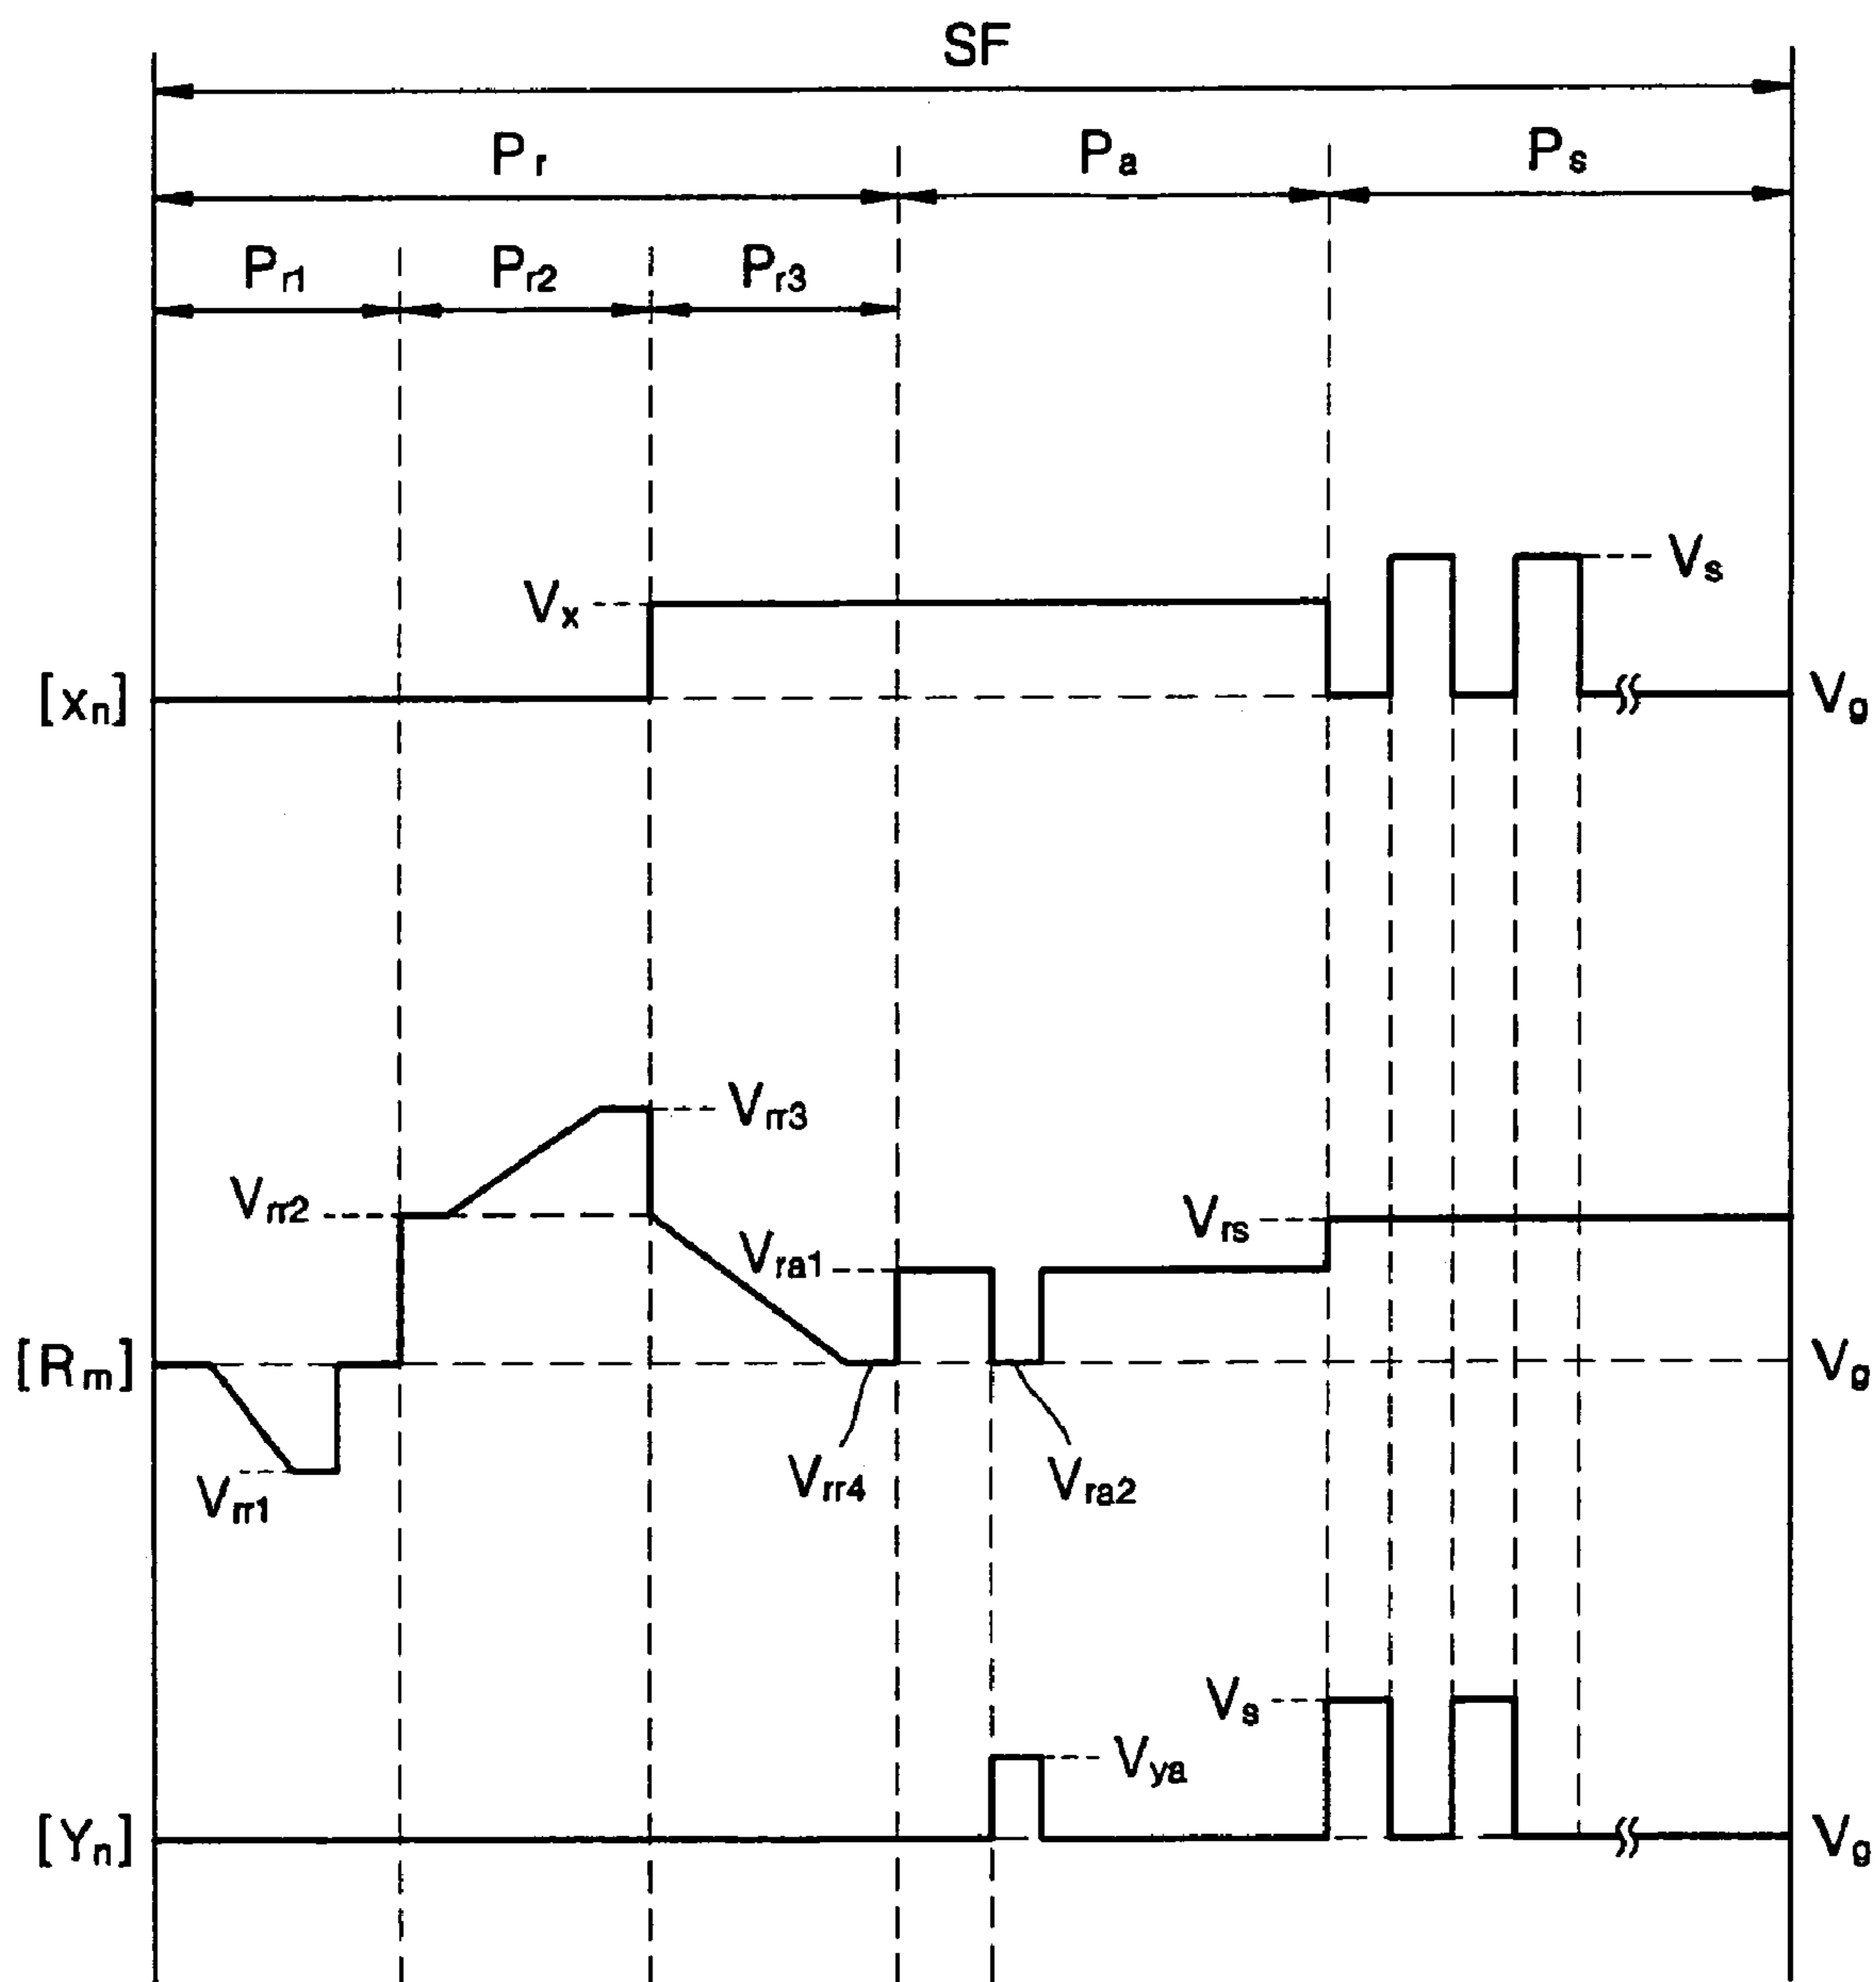 SF
Pr Pa Ps
Pr1 Pr2 Pr3
Vs
Vx
[Xn] Vg
Vrr3
Vrr2 Vrs
Vra1
[Rm] Vg
Vrr1 Vrr4 Vra2
Vs
Vya
[Yn] Vg